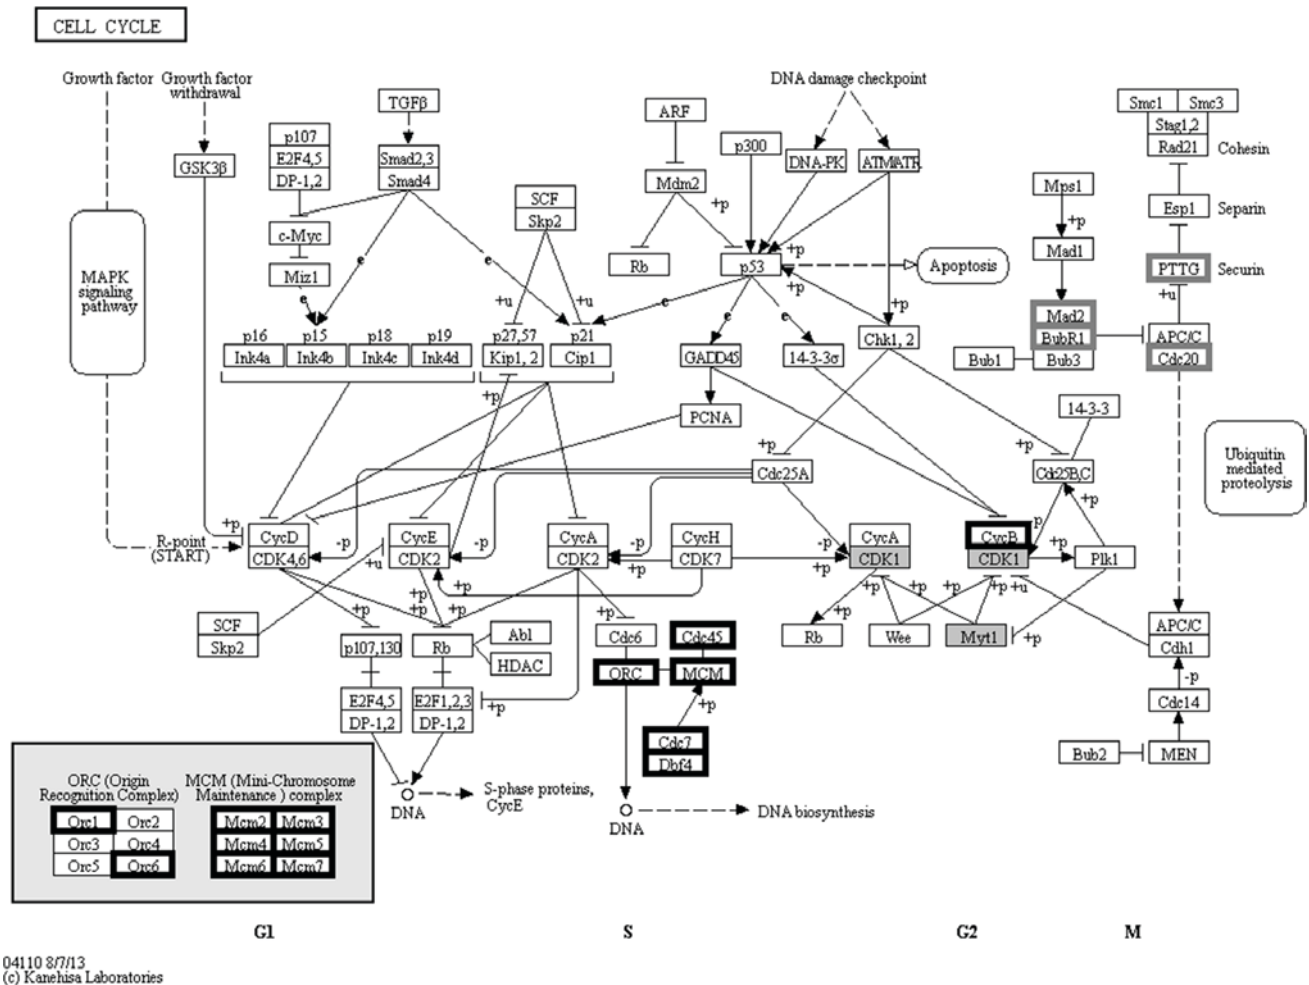 CELL CYCLE
Growth factor
Growth factor
withdrawal
TGFβ
DNA damage checkpoint
ARF
Smc1
Smc3
Stag1,2
Rad21
Cohesin
p107
E2F4,5
DP-1,2
GSK3β
Smad2,3
Smad4
p300
DNA-PK
ATM/ATR
Mdm2
+p
SCF
Skp2
Mps1
+p
Esp1
Separin
c-Myc
Miz1
Rb
p53
+p
+p
Apoptosis
Mad1
PTTG
Securin
MAPK
signaling
pathway
e
e
e
+u
+u
e
e
e
+p
+u
Mad2
BubR1
Bub3
Bub1
APC/C
Cdc20
p16
Ink4a
p15
Ink4b
p18
Ink4c
p19
Ink4d
p27,57
Kip1, 2
p21
Cip1
GADD45
14-3-3σ
Chk1, 2
+p
PCNA
14-3-3
+p
+p
Cdc25A
Cdc25B,C
Ubiquitin
mediated
proteolysis
+p
+p
R-point
(START)
CycD
CDK4,6
-p
CycE
CDK2
-p
CycA
CDK2
-p
+p
CycH
CDK7
-p
+p
CycA
CDK1
CycB
CDK1
p
+p
Plk1
+u
+p
+p
+p
+p
+p
+p
+p
+p
+p
+u
SCF
Skp2
p107,130
Rb
Abl
HDAC
Cdc6
Cdc45
ORC
MCM
Rb
Wee
Myt1
+p
APC/C
Cdh1
-p
E2F4,5
DP-1,2
E2F1,2,3
DP-1,2
+p
+p
Cdc7
Dbf4
Cdc14
Bub2
MEN
DNA
S-phase proteins,
CycE
DNA
DNA biosynthesis
ORC (Origin
Recognition Complex)
MCM (Mini-Chromosome
Maintenance ) complex
Orc1
Orc2
Orc3
Orc4
Orc5
Orc6
Mcm2
Mcm3
Mcm4
Mcm5
Mcm6
Mcm7
G1
S
G2
M
04110 8/7/13
(c) Kanehisa Laboratories